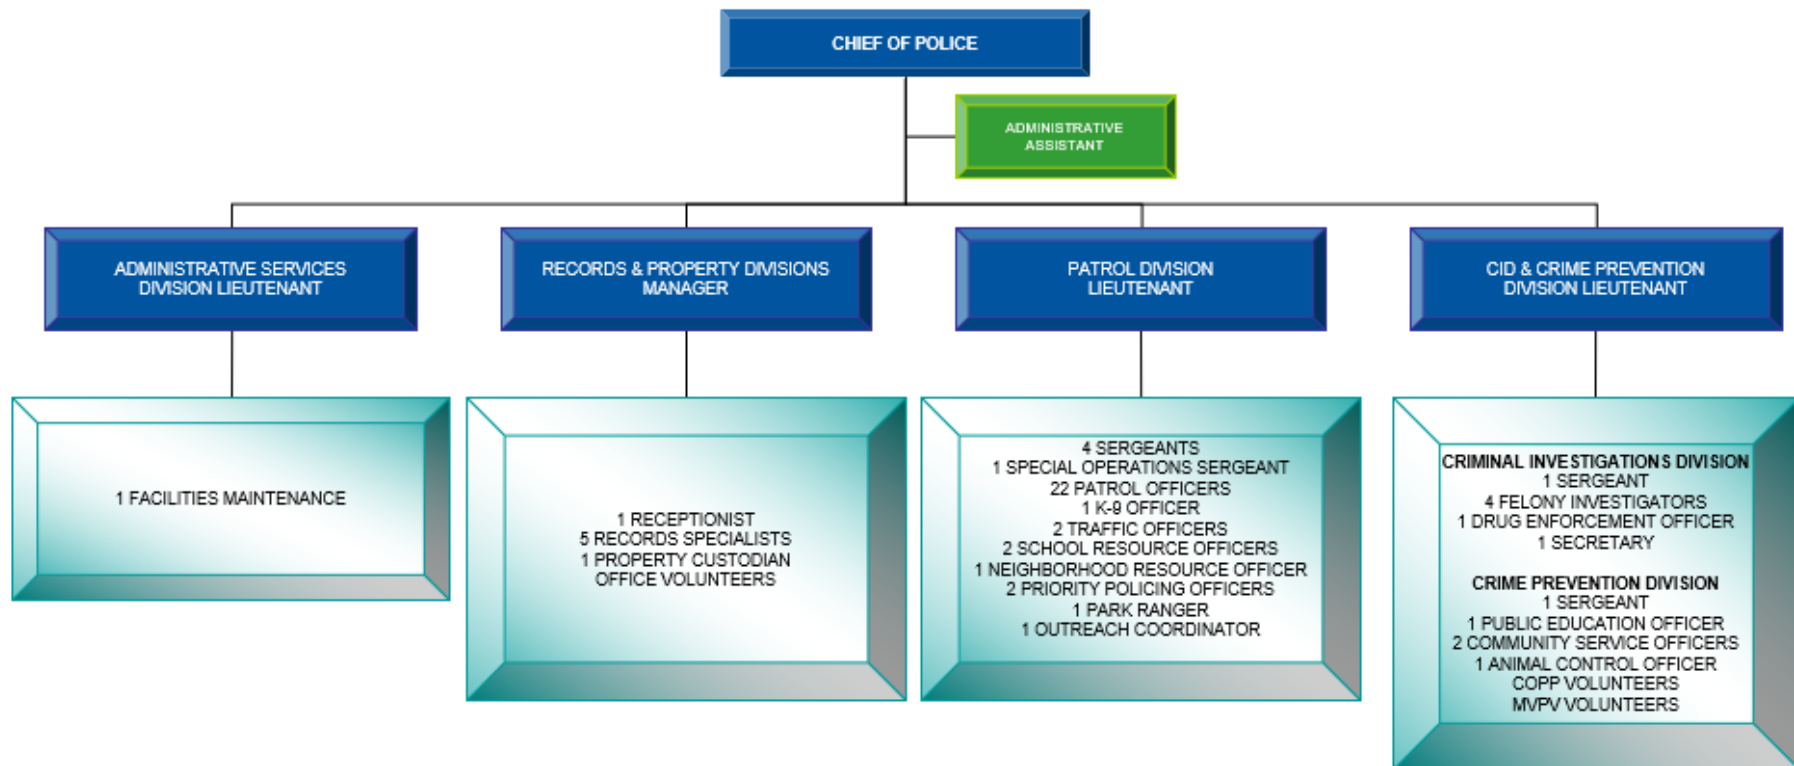 CHIEF OF POLICE
ADMINISTRATIVE
ASSISTANT
ADMINISTRATIVE SERVICES
DIVISION LIEUTENANT
RECORDS & PROPERTY DIVISIONS
MANAGER
PATROL DIVISION
LIEUTENANT
CID & CRIME PREVENTION
DIVISION LIEUTENANT
1 FACILITIES MAINTENANCE
1 RECEPTIONIST
5 RECORDS SPECIALISTS
1 PROPERTY CUSTODIAN
OFFICE VOLUNTEERS
4 SERGEANTS
1 SPECIAL OPERATIONS SERGEANT
22 PATROL OFFICERS
1 K-9 OFFICER
2 TRAFFIC OFFICERS
2 SCHOOL RESOURCE OFFICERS
1 NEIGHBORHOOD RESOURCE OFFICER
2 PRIORITY POLICING OFFICERS
1 PARK RANGER
1 OUTREACH COORDINATOR
CRIMINAL INVESTIGATIONS DIVISION
1 SERGEANT
4 FELONY INVESTIGATORS
1 DRUG ENFORCEMENT OFFICER
1 SECRETARY
CRIME PREVENTION DIVISION
1 SERGEANT
1 PUBLIC EDUCATION OFFICER
2 COMMUNITY SERVICE OFFICERS
1 ANIMAL CONTROL OFFICER
COPP VOLUNTEERS
MVPV VOLUNTEERS